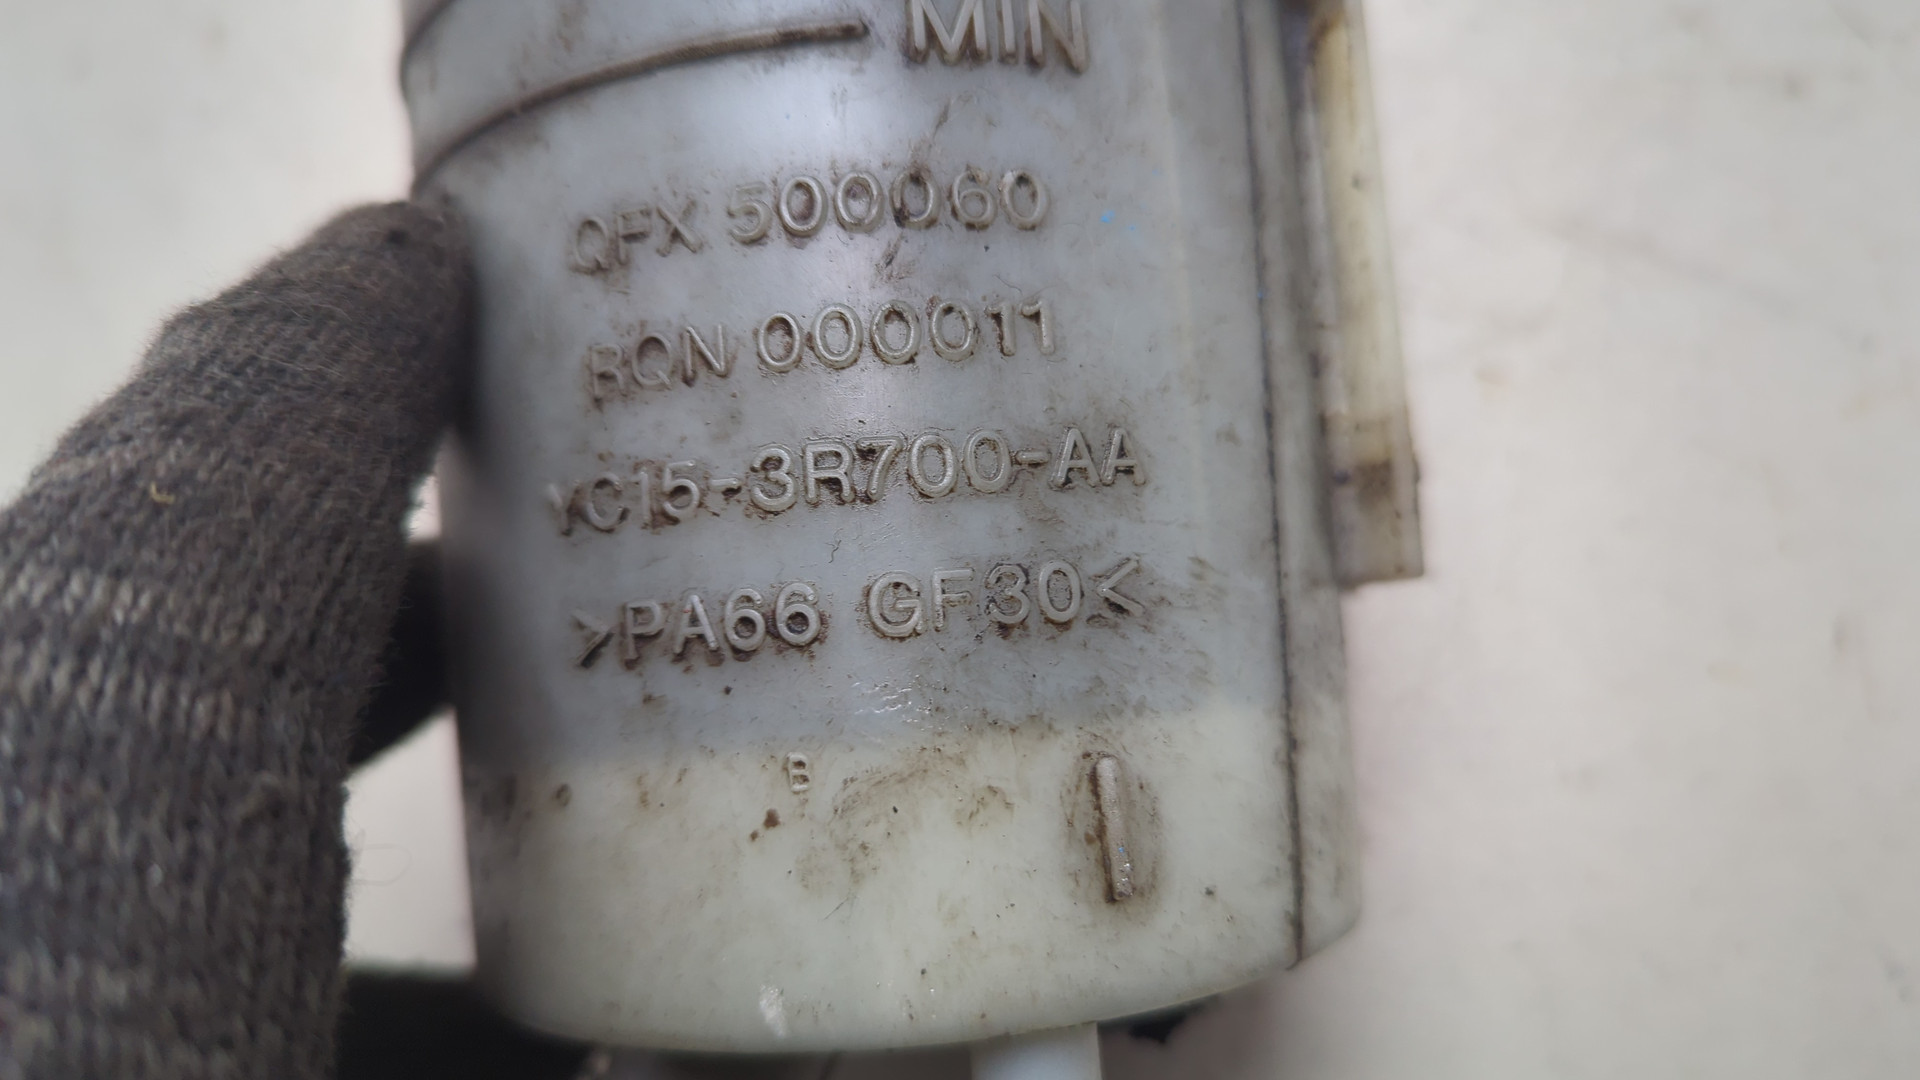 MIN
QFX 500060
RQN 000011
YC15-3R700-AA
>PA66 GF30<
B